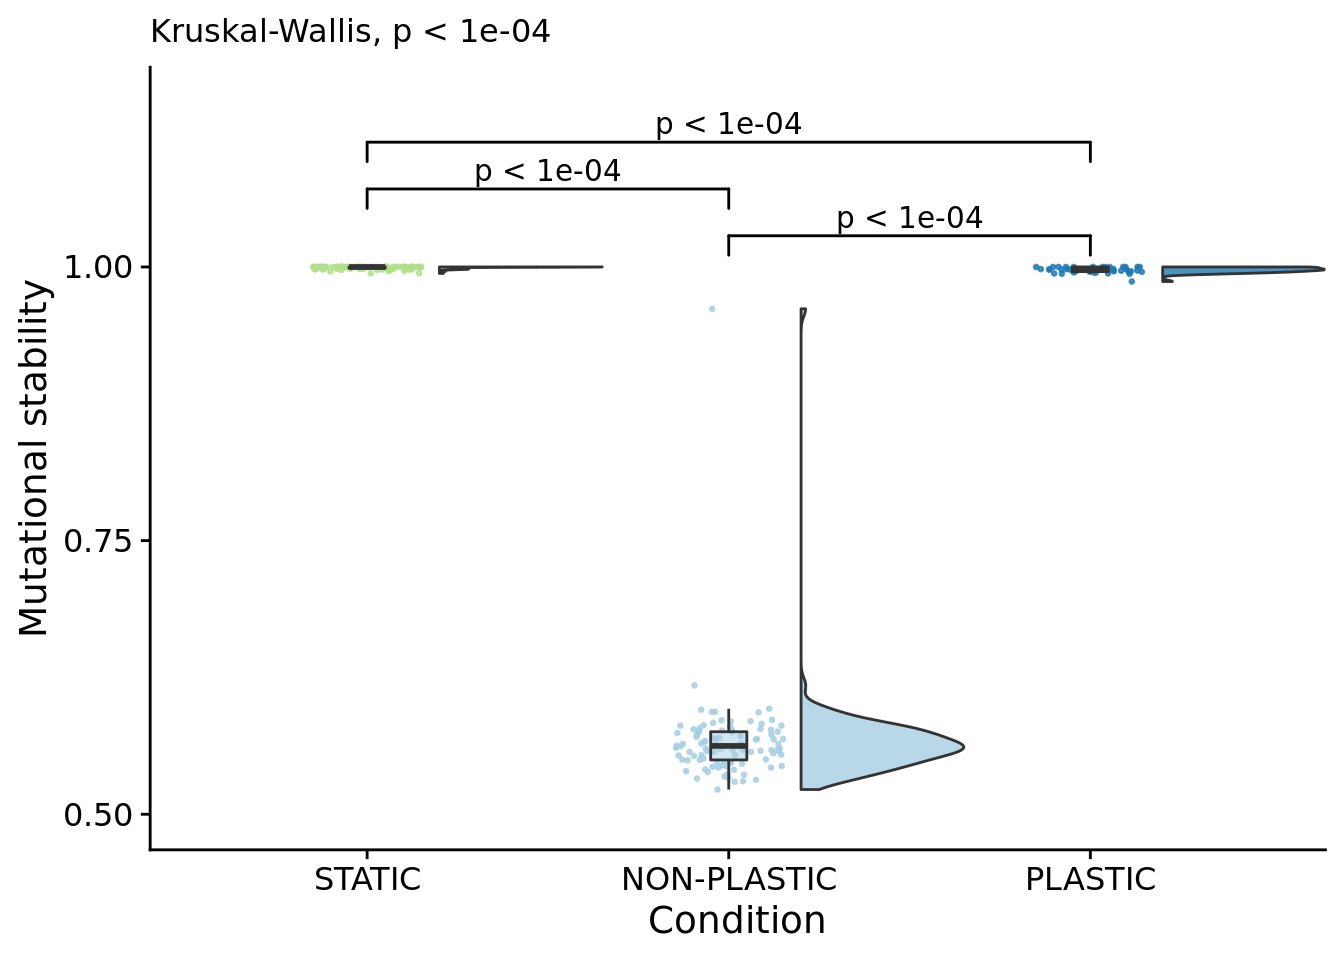 Kruskal-Wallis, p < 1e-04
p < 1e-04
p < 1e-04
p < 1e-04
1.00
0.75
0.50
Mutational stability
STATIC NON-PLASTIC PLASTIC
Condition